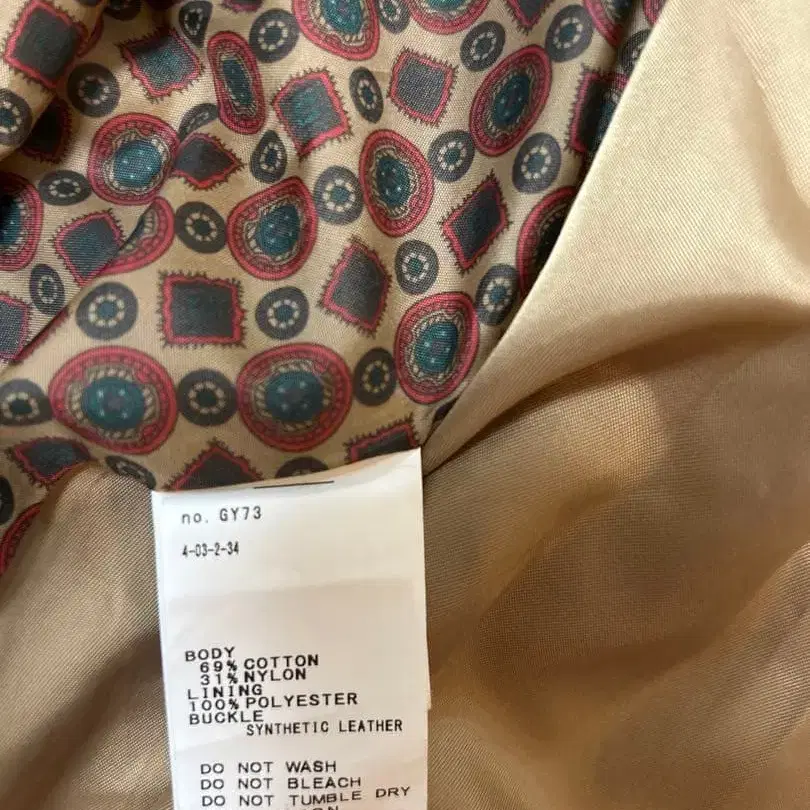 no. GY73
4-03-2-34
BODY
69% COTTON
31% NYLON
LINING
100% POLYESTER
BUCKLE
SYNTHETIC LEATHER
DO NOT WASH
DO NOT BLEACH
DO NOT TUMBLE DRY